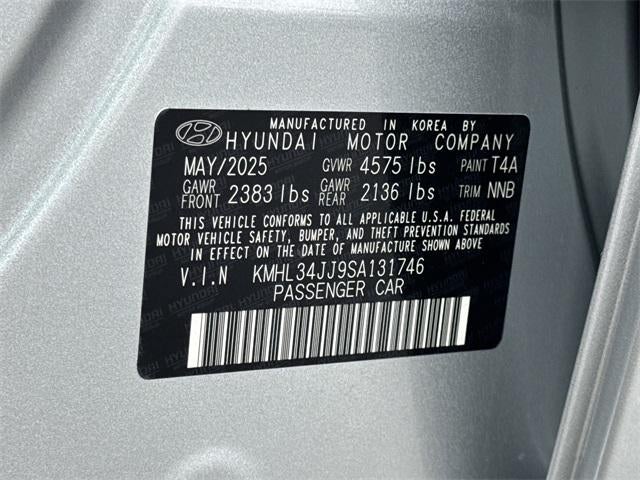 MANUFACTURED IN KOREA BY
HYUNDAI MOTOR COMPANY
MAY/2025 GVWR 4575 lbs PAINT T4A
GAWR FRONT 2383 lbs GAWR REAR 2136 lbs TRIM NNB
THIS VEHICLE CONFORMS TO ALL APPLICABLE U.S.A. FEDERAL
MOTOR VEHICLE SAFETY, BUMPER, AND THEFT PREVENTION
STANDARDS IN EFFECT ON THE DATE OF MANUFACTURE SHOWN ABOVE.
V.I.N KMHL34JJ9SA131746
PASSENGER CAR